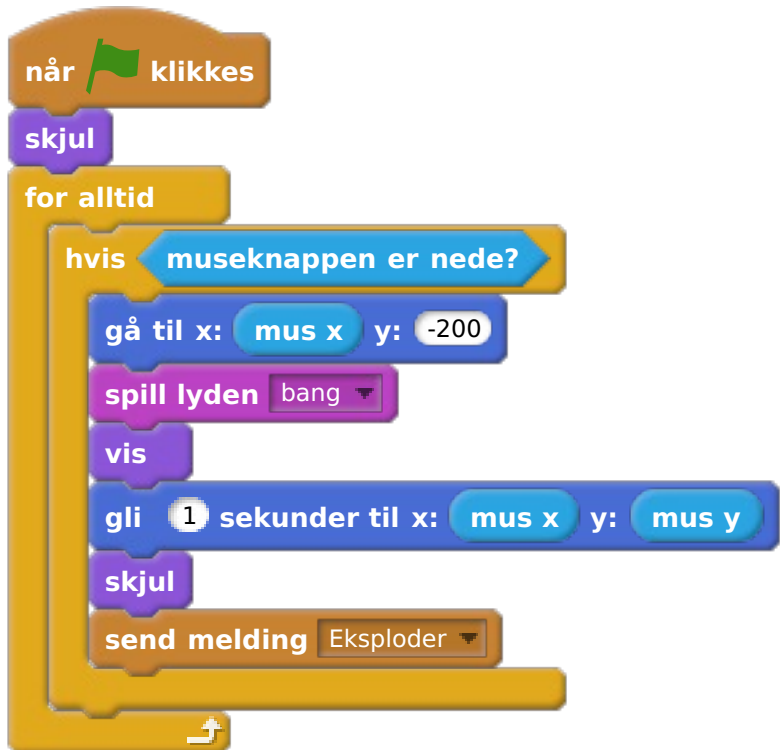 når klikkes
skjul
for alltid
hvis museknappen er nede?
gå til x: mus x y: -200
spill lyden bang
vis
gli 1 sekunder til x: mus x y: mus y
skjul
send melding Eksploder